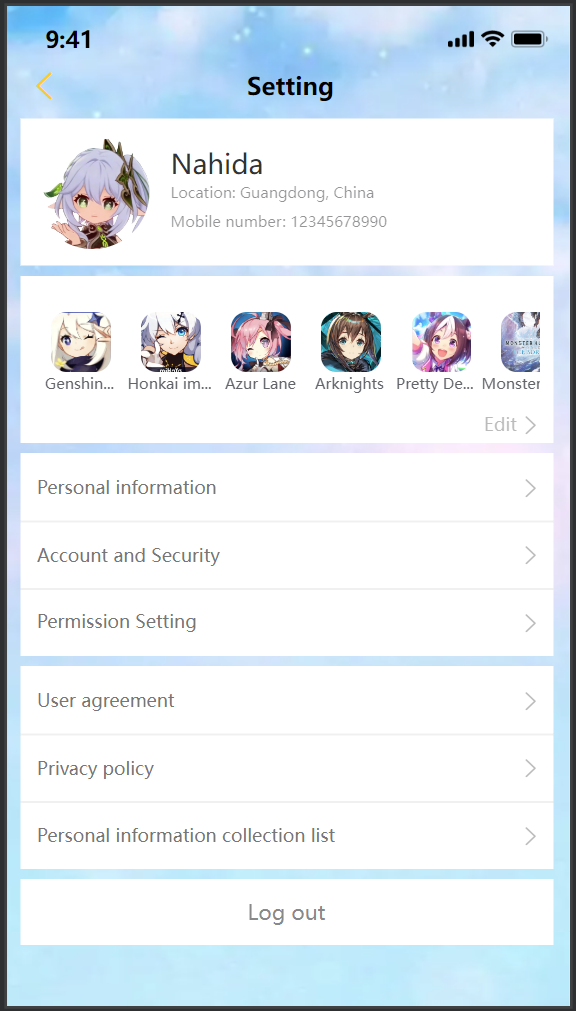 9:41
Setting
Nahida
Location: Guangdong, China
Mobile number: 12345678990
Genshin... Honkai im... Azur Lane Arknights Pretty De... Monster
Edit
Personal information
Account and Security
Permission Setting
User agreement
Privacy policy
Personal information collection list
Log out